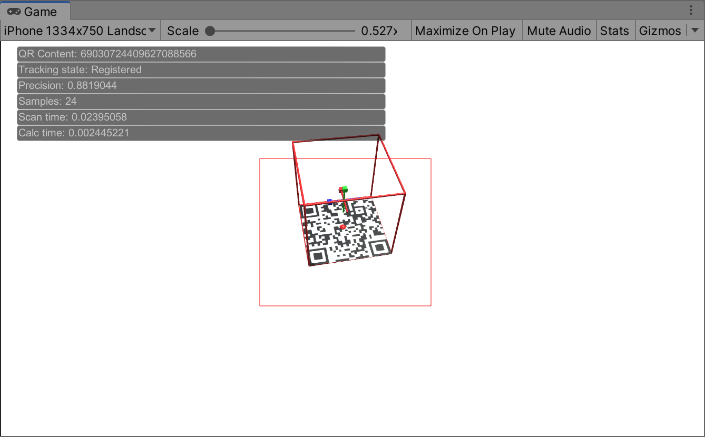 Game
iPhone 1334x750 Landsc Scale 0.527x Maximize On Play Mute Audio Stats Gizmos
QR Content: 69030724409627088566
Tracking state: Registered
Precision: 0.8819044
Samples: 24
Scan time: 0.02395058
Calc time: 0.002445221